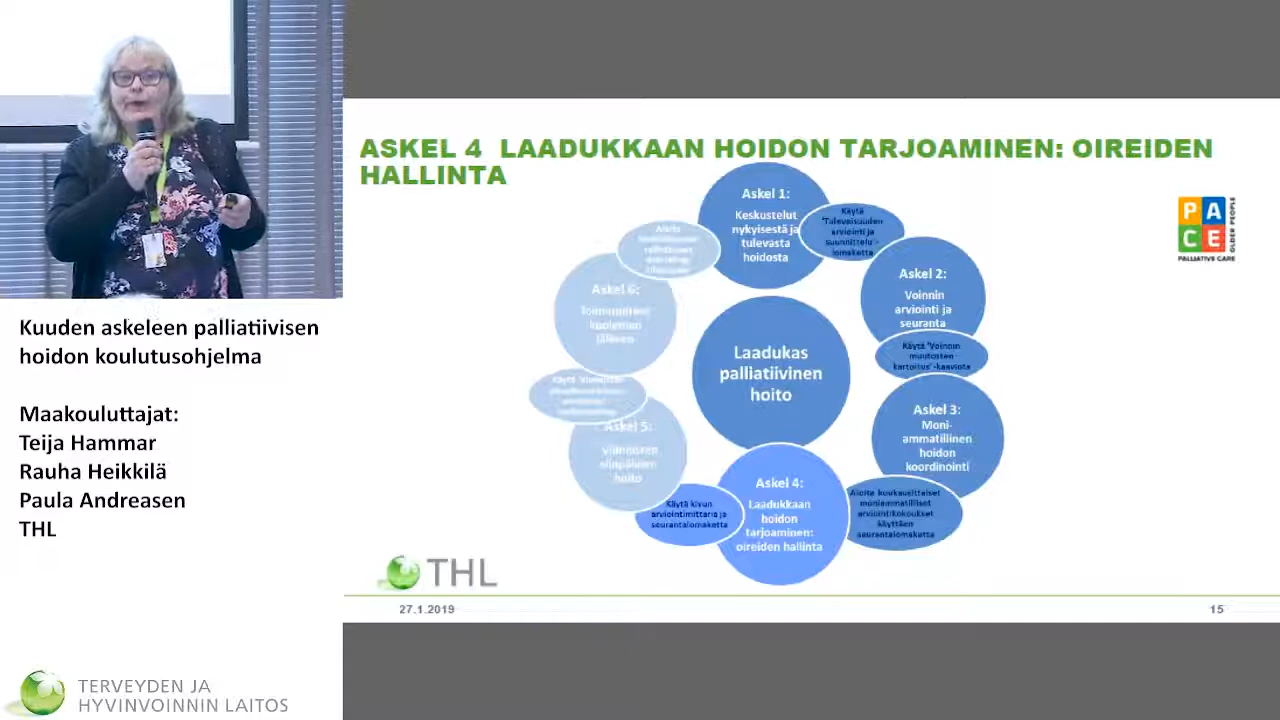 Kuuden askeleen palliatiivisen
hoidon koulutusohjelma
Maakouluttajat:
Teija Hammar
Rauha Heikkilä
Paula Andreasen
THL
TERVEYDEN JA
HYVINVOINNIN LAITOS
ASKEL 4 LAADUKKAAN HOIDON TARJOAMINEN: OIREIDEN
HALLINTA
PACE
OLDER PEOPLE
PALLIATIVE CARE
Askel 1:
Keskustelut
nykyisestä ja
tulevasta
hoidosta
Käytä
'Tulevaisuuden
arviointi ja
suunnittelu'-
lomaketta
Askel 2:
Voinnin
arviointi ja
seuranta
Käytä 'Voinnin
muutosten
kartoitus' -kaaviota
Askel 3:
Moni-
ammatillinen
hoidon
koordinointi
Aloita kuukausittaiset
moniammatilliset
arviointikokoukset
käyttäen
seurantalomaketta
Askel 4:
Laadukkaan
hoidon
tarjoaminen:
oireiden hallinta
Käytä kivun
arviointimittaria ja
seurantalomaketta
Askel 5:
Viimeisten
elinpäivien
hoito
Askel 6:
Toimenpiteet
kuoleman
jälkeen
Aloita
Laadukas
palliatiivinen
hoito
THL
27.1.2019
15